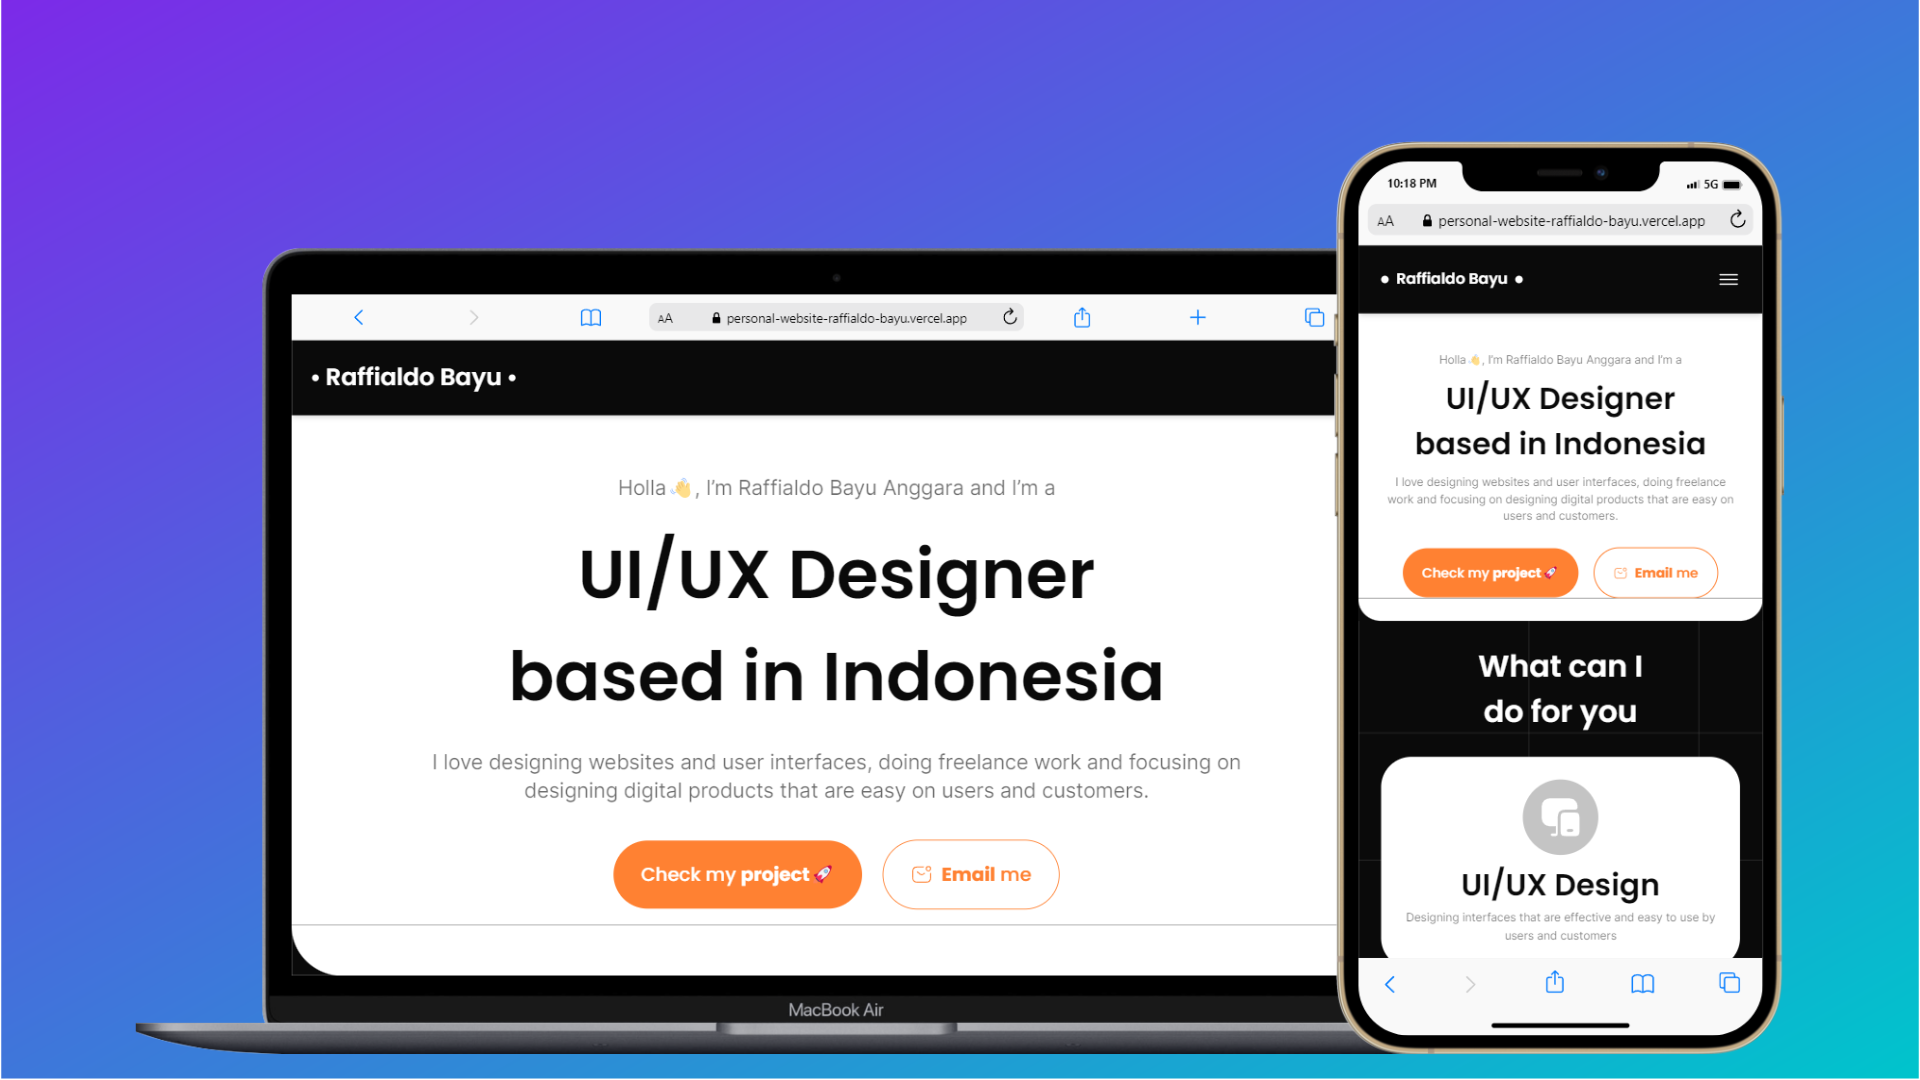 AA personal-website-raffialdo-bayu.vercel.app
• Raffialdo Bayu •
Holla👋, I'm Raffialdo Bayu Anggara and I'm a
UI/UX Designer
based in Indonesia
I love designing websites and user interfaces, doing freelance work and focusing on
designing digital products that are easy on users and customers.
Check my project🚀
Email me
MacBook Air
10:18 PM
5G
AA personal-website-raffialdo-bayu.vercel.app
• Raffialdo Bayu •
Holla👋, I'm Raffialdo Bayu Anggara and I'm a
UI/UX Designer
based in Indonesia
I love designing websites and user interfaces, doing freelance
work and focusing on designing digital products that are easy on
users and customers.
Check my project🚀
Email me
What can I
do for you
UI/UX Design
Designing interfaces that are effective and easy to use by
users and customers